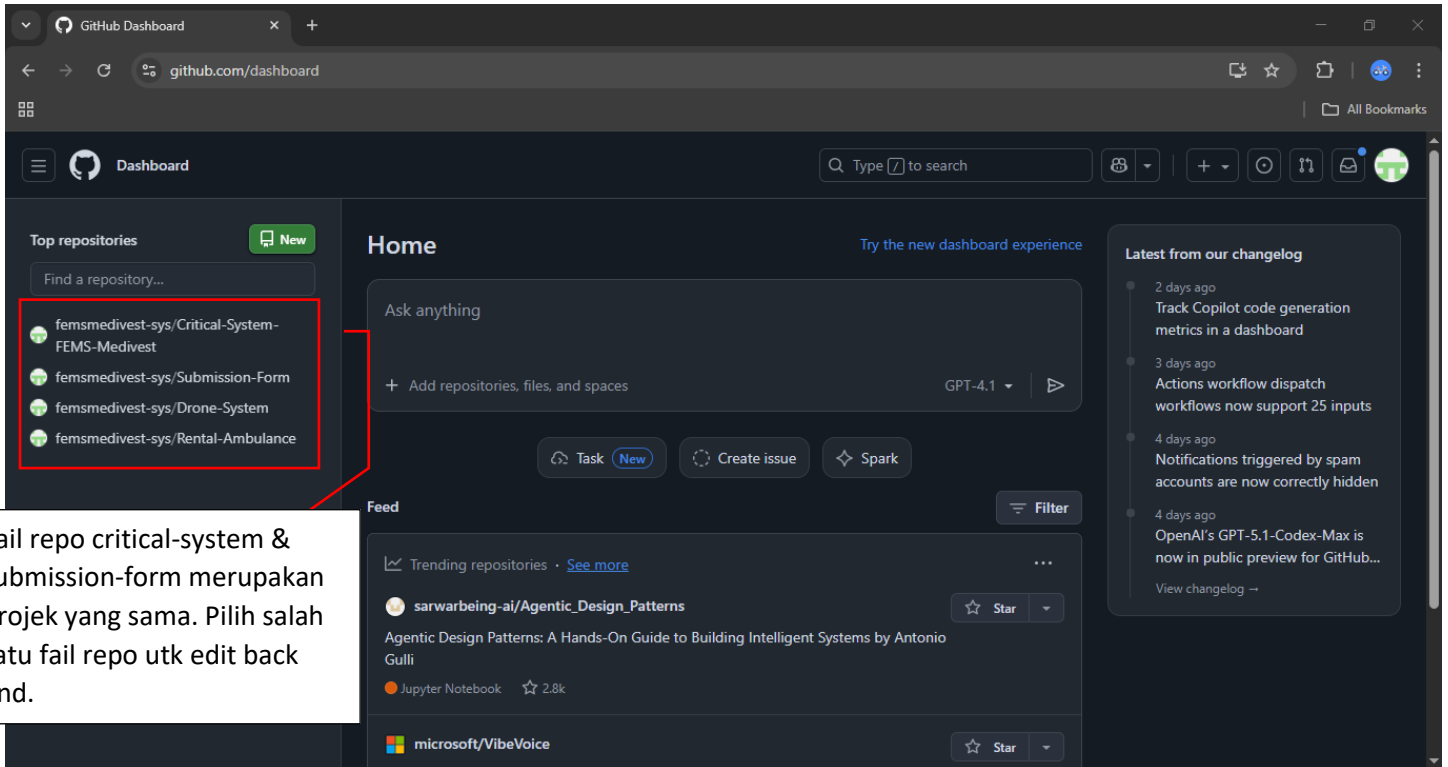 GitHub Dashboard
github.com/dashboard
All Bookmarks
Dashboard
Type / to search
Top repositories
New
Find a repository...
femsmedivest-sys/Critical-System-
FEMS-Medivest
femsmedivest-sys/Submission-Form
femsmedivest-sys/Drone-System
femsmedivest-sys/Rental-Ambulance
ail repo critical-system &
ubmission-form merupakan
rojek yang sama. Pilih salah
atu fail repo utk edit back
nd.
Home
Try the new dashboard experience
Ask anything
Add repositories, files, and spaces
GPT-4.1
Task New
Create issue
Spark
Feed
Filter
Trending repositories · See more
sarwarbeing-ai/Agentic_Design_Patterns
Star
Agentic Design Patterns: A Hands-On Guide to Building Intelligent Systems by Antonio
Gulli
Jupyter Notebook 2.8k
microsoft/VibeVoice
Star
Latest from our changelog
2 days ago
Track Copilot code generation
metrics in a dashboard
3 days ago
Actions workflow dispatch
workflows now support 25 inputs
4 days ago
Notifications triggered by spam
accounts are now correctly hidden
4 days ago
OpenAI's GPT-5.1-Codex-Max is
now in public preview for GitHub...
View changelog →